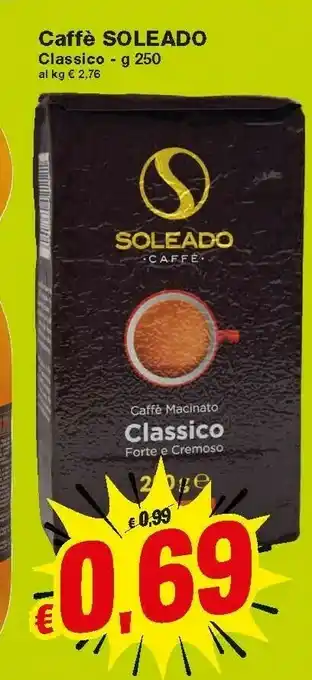 Caffè SOLEADO
Classico - g 250
al kg € 2,76
SOLEADO
·CAFFÈ·
Caffè Macinato
Classico
Forte e Cremoso
€ 0,99
€0,69